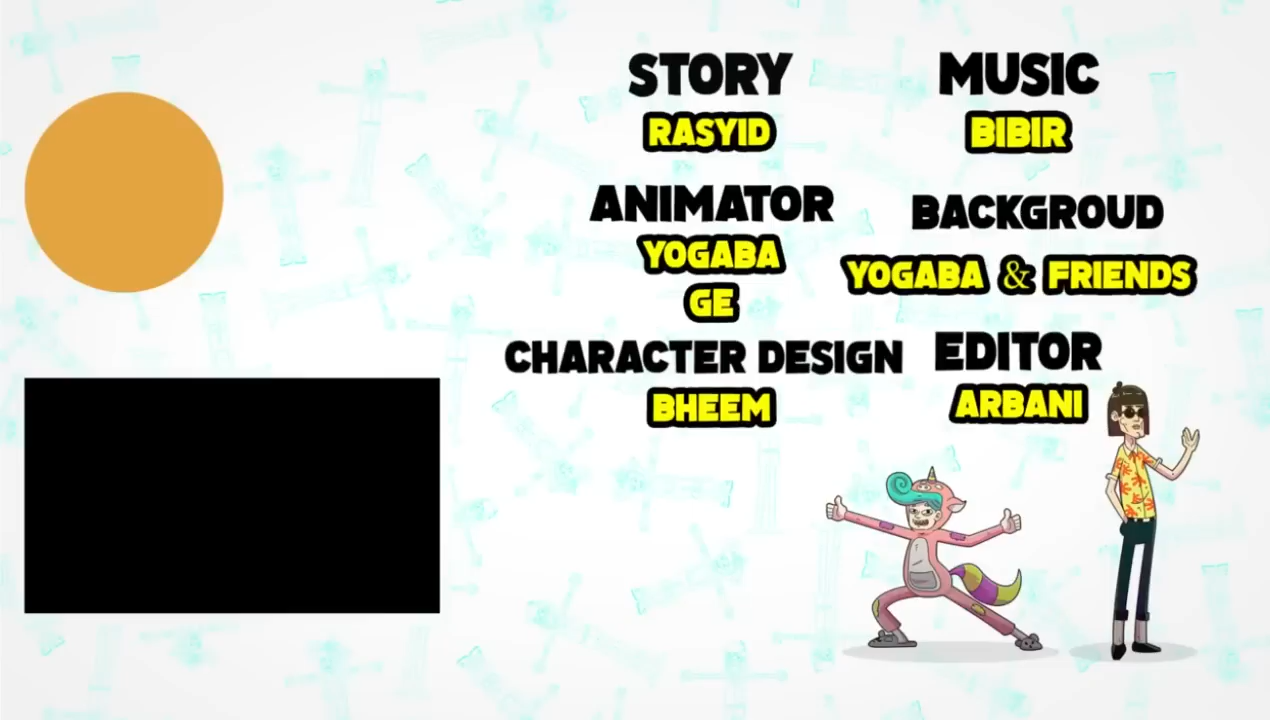 STORY
RASYID
MUSIC
BIBIR
ANIMATOR
YOGABA
GE
BACKGROUD
YOGABA & FRIENDS
CHARACTER DESIGN
BHEEM
EDITOR
ARBANI